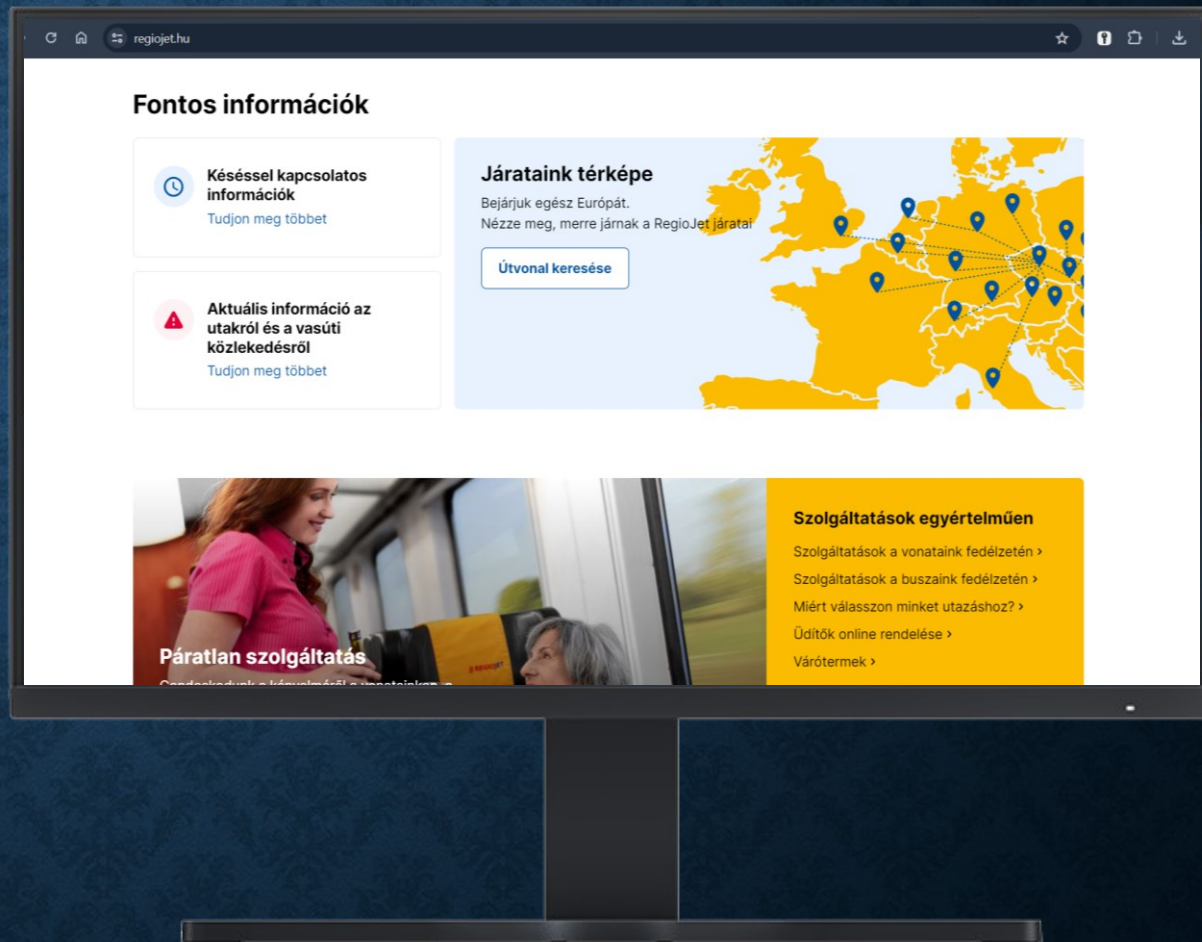 regiojet.hu
Fontos információk
Késéssel kapcsolatos
információk
Tudjon meg többet
Aktuális információ az
utakról és a vasúti
közlekedésről
Tudjon meg többet
Járataink térképe
Bejárjuk egész Európát.
Nézze meg, merre járnak a RegioJet járatai
Útvonal keresése
Páratlan szolgáltatás
REGIOJET
Szolgáltatások egyértelműen
Szolgáltatások a vonataink fedélzetén >
Szolgáltatások a buszaink fedélzetén >
Miért válasszon minket utazáshoz? >
Üdítők online rendelése >
Várótermek >